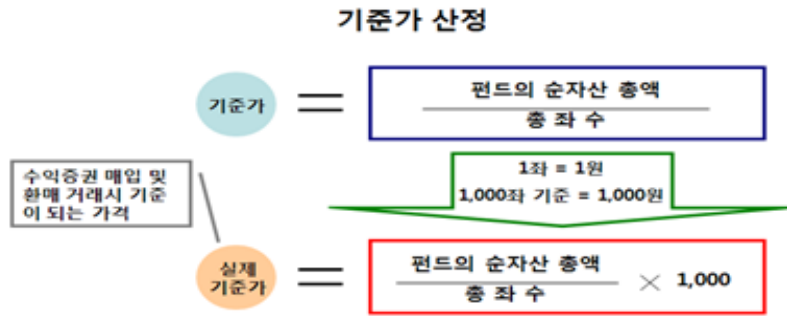 기준가 산정
기준가
펀드의 순자산 총액
총 좌 수
1좌 = 1원
1,000좌 기준 = 1,000원
수익증권 매입 및
환매 거래시 기준
이 되는 가격
실제
기준가
펀드의 순자산 총액
총 좌 수
× 1,000